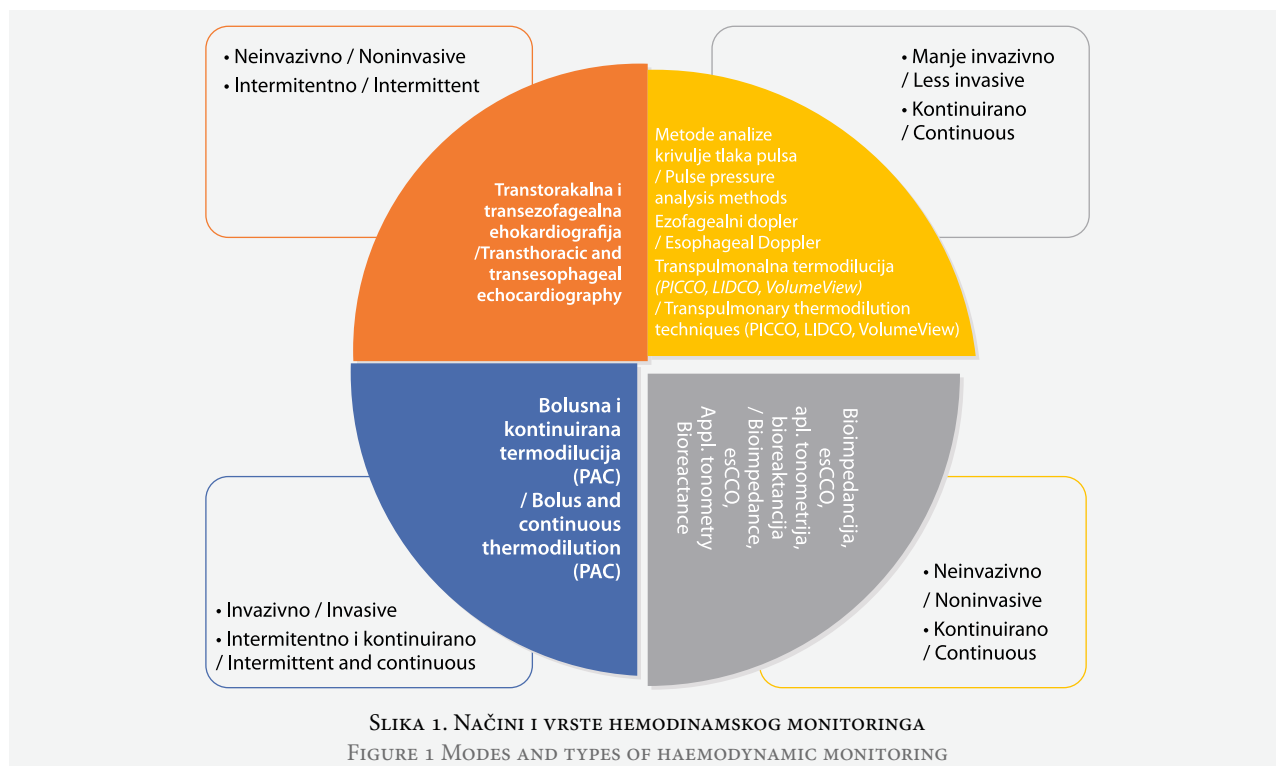 • Neinvazivno / Noninvasive
• Intermitentno / Intermittent
Transtorakalna i
transezofagealna
ehokardiografija
/Transthoracic and
transesophageal
echocardiography
Metode analize
krivulje tlaka pulsa
/ Pulse pressure
analysis methods
Ezofagealni dopler
/ Esophageal Doppler
Transpulmonalna termodilucija
(PICCO, LIDCO, VolumeView)
/ Transpulmonary thermodilution
techniques (PICCO, LIDCO, VolumeView)
• Manje invazivno
/ Less invasive
• Kontinuirano
/ Continuous
Bolusna i
kontinuirana
termodilucija
(PAC)
/ Bolus and
continuous
thermodilution
(PAC)
• Invazivno / Invasive
• Intermitentno i kontinuirano
/ Intermittent and continuous
Bioimpedancija,
esCCO,
apl. tonometrija,
bioreaktancija
/ Bioimpedance,
esCCO,
Appl. tonometry
Bioreactance
• Neinvazivno
/ Noninvasive
• Kontinuirano
/ Continuous
Slika 1. Načini i vrste hemodinamskog monitoringa
Figure 1 Modes and types of haemodynamic monitoring